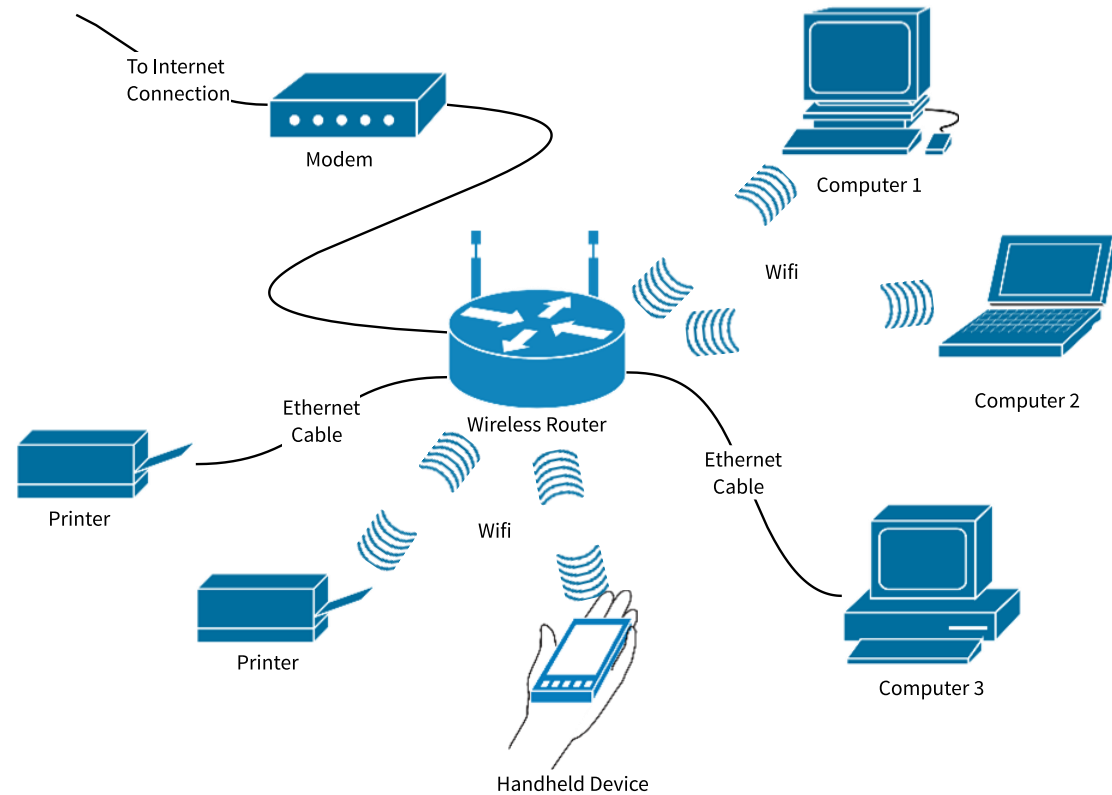 To Internet
Connection
Modem
Computer 1
Wifi
Computer 2
Wireless Router
Ethernet
Cable
Ethernet
Cable
Printer
Wifi
Printer
Computer 3
Handheld Device